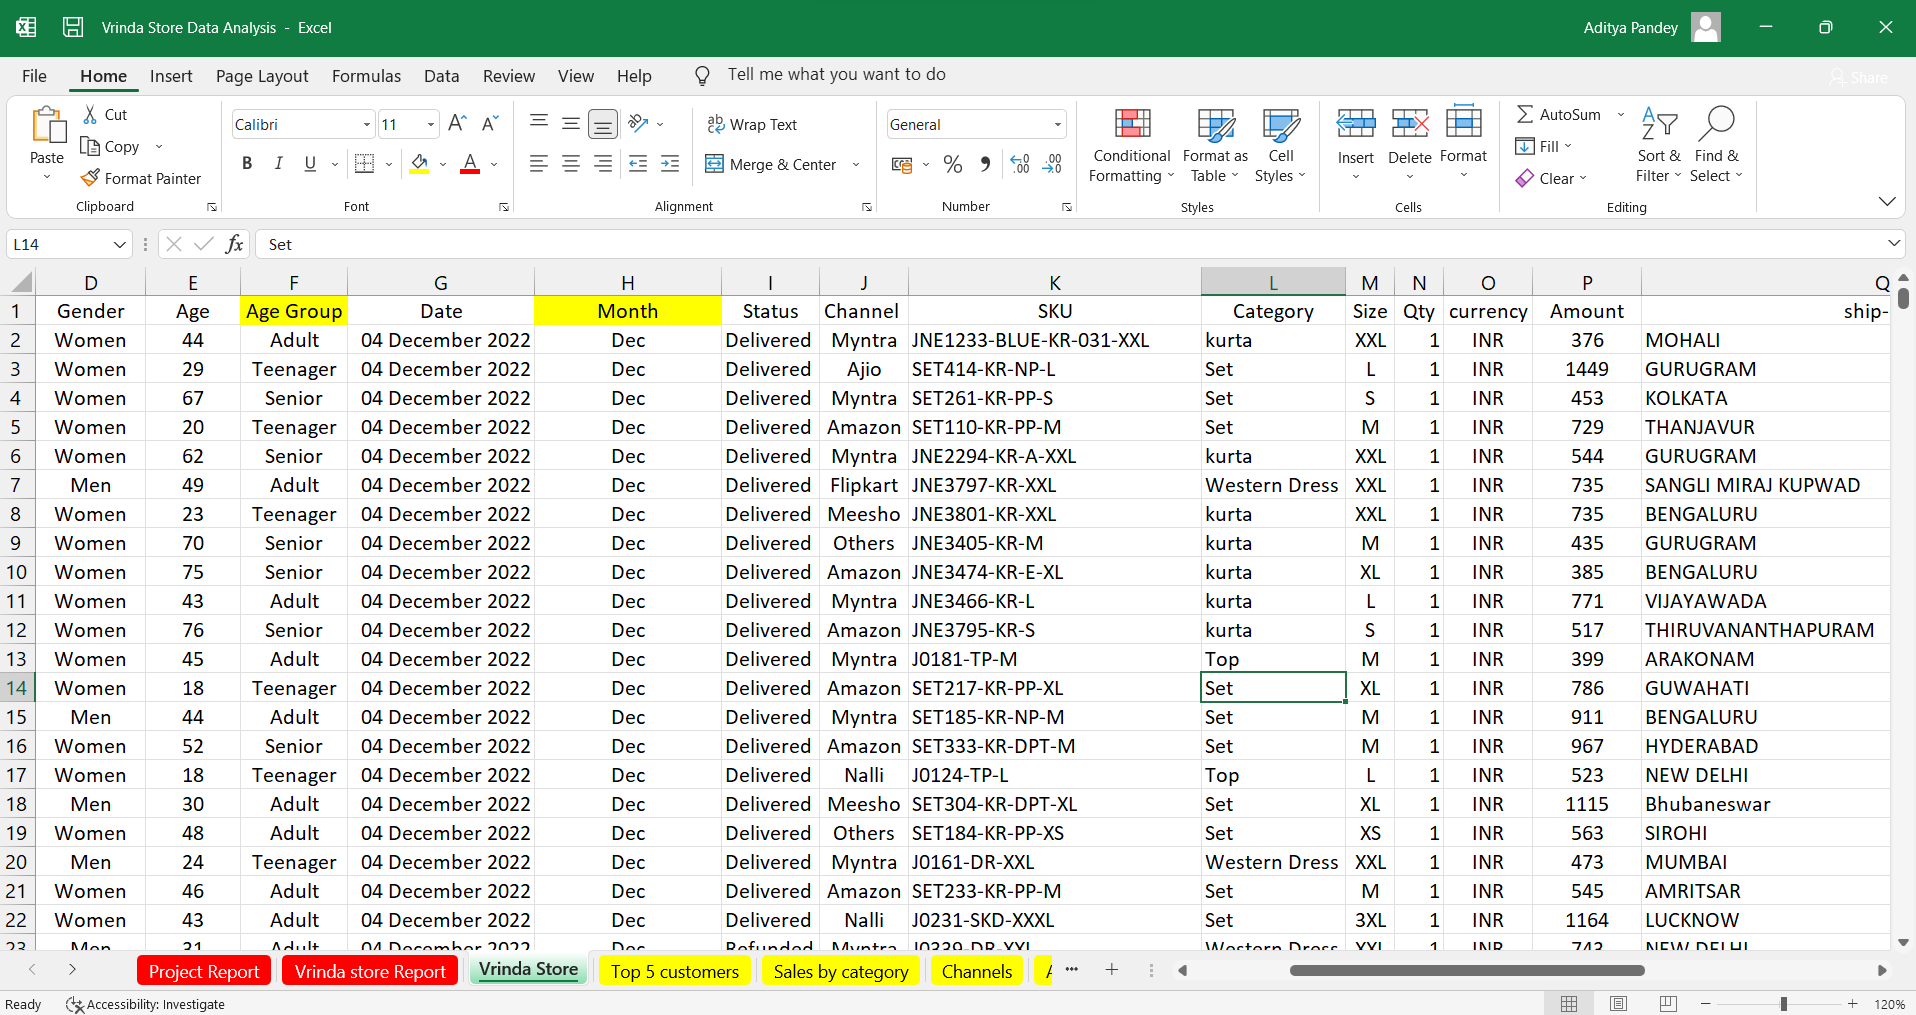 Vrinda Store Data Analysis - Excel
Aditya Pandey
File Home Insert Page Layout Formulas Data Review View Help Tell me what you want to do
Share
Paste
Cut
Copy
Format Painter
Clipboard
Calibri 11
B I U
Font
Wrap Text
Merge & Center
Alignment
General
Number
Conditional Formatting
Format as Table
Cell Styles
Styles
Insert Delete Format
Cells
AutoSum
Fill
Clear
Sort & Filter
Find & Select
Editing
L14 fx Set
D E F G H I J K L M N O P Q
1 Gender Age Age Group Date Month Status Channel SKU Category Size Qty currency Amount ship-
2 Women 44 Adult 04 December 2022 Dec Delivered Myntra JNE1233-BLUE-KR-031-XXL kurta XXL 1 INR 376 MOHALI
3 Women 29 Teenager 04 December 2022 Dec Delivered Ajio SET414-KR-NP-L Set L 1 INR 1449 GURUGRAM
4 Women 67 Senior 04 December 2022 Dec Delivered Myntra SET261-KR-PP-S Set S 1 INR 453 KOLKATA
5 Women 20 Teenager 04 December 2022 Dec Delivered Amazon SET110-KR-PP-M Set M 1 INR 729 THANJAVUR
6 Women 62 Senior 04 December 2022 Dec Delivered Myntra JNE2294-KR-A-XXL kurta XXL 1 INR 544 GURUGRAM
7 Men 49 Adult 04 December 2022 Dec Delivered Flipkart JNE3797-KR-XXL Western Dress XXL 1 INR 735 SANGLI MIRAJ KUPWAD
8 Women 23 Teenager 04 December 2022 Dec Delivered Meesho JNE3801-KR-XXL kurta XXL 1 INR 735 BENGALURU
9 Women 70 Senior 04 December 2022 Dec Delivered Others JNE3405-KR-M kurta M 1 INR 435 GURUGRAM
10 Women 75 Senior 04 December 2022 Dec Delivered Amazon JNE3474-KR-E-XL kurta XL 1 INR 385 BENGALURU
11 Women 43 Adult 04 December 2022 Dec Delivered Myntra JNE3466-KR-L kurta L 1 INR 771 VIJAYAWADA
12 Women 76 Senior 04 December 2022 Dec Delivered Amazon JNE3795-KR-S kurta S 1 INR 517 THIRUVANANTHAPURAM
13 Women 45 Adult 04 December 2022 Dec Delivered Myntra J0181-TP-M Top M 1 INR 399 ARAKONAM
14 Women 18 Teenager 04 December 2022 Dec Delivered Amazon SET217-KR-PP-XL Set XL 1 INR 786 GUWAHATI
15 Men 44 Adult 04 December 2022 Dec Delivered Myntra SET185-KR-NP-M Set M 1 INR 911 BENGALURU
16 Women 52 Senior 04 December 2022 Dec Delivered Amazon SET333-KR-DPT-M Set M 1 INR 967 HYDERABAD
17 Women 18 Teenager 04 December 2022 Dec Delivered Nalli J0124-TP-L Top L 1 INR 523 NEW DELHI
18 Men 30 Adult 04 December 2022 Dec Delivered Meesho SET304-KR-DPT-XL Set XL 1 INR 1115 Bhubaneswar
19 Women 48 Adult 04 December 2022 Dec Delivered Others SET184-KR-PP-XS Set XS 1 INR 563 SIROHI
20 Men 24 Teenager 04 December 2022 Dec Delivered Myntra J0161-DR-XXL Western Dress XXL 1 INR 473 MUMBAI
21 Women 46 Adult 04 December 2022 Dec Delivered Amazon SET233-KR-PP-M Set M 1 INR 545 AMRITSAR
22 Women 43 Adult 04 December 2022 Dec Delivered Nalli J0231-SKD-XXXL Set 3XL 1 INR 1164 LUCKNOW
23 Men 31 Adult 04 December 2022 Dec Refunded Myntra J0339-DR-XXL Western Dress XXL 1 INR 743 NEW DELHI
Project Report Vrinda store Report Vrinda Store Top 5 customers Sales by category Channels
Ready Accessibility: Investigate 120%